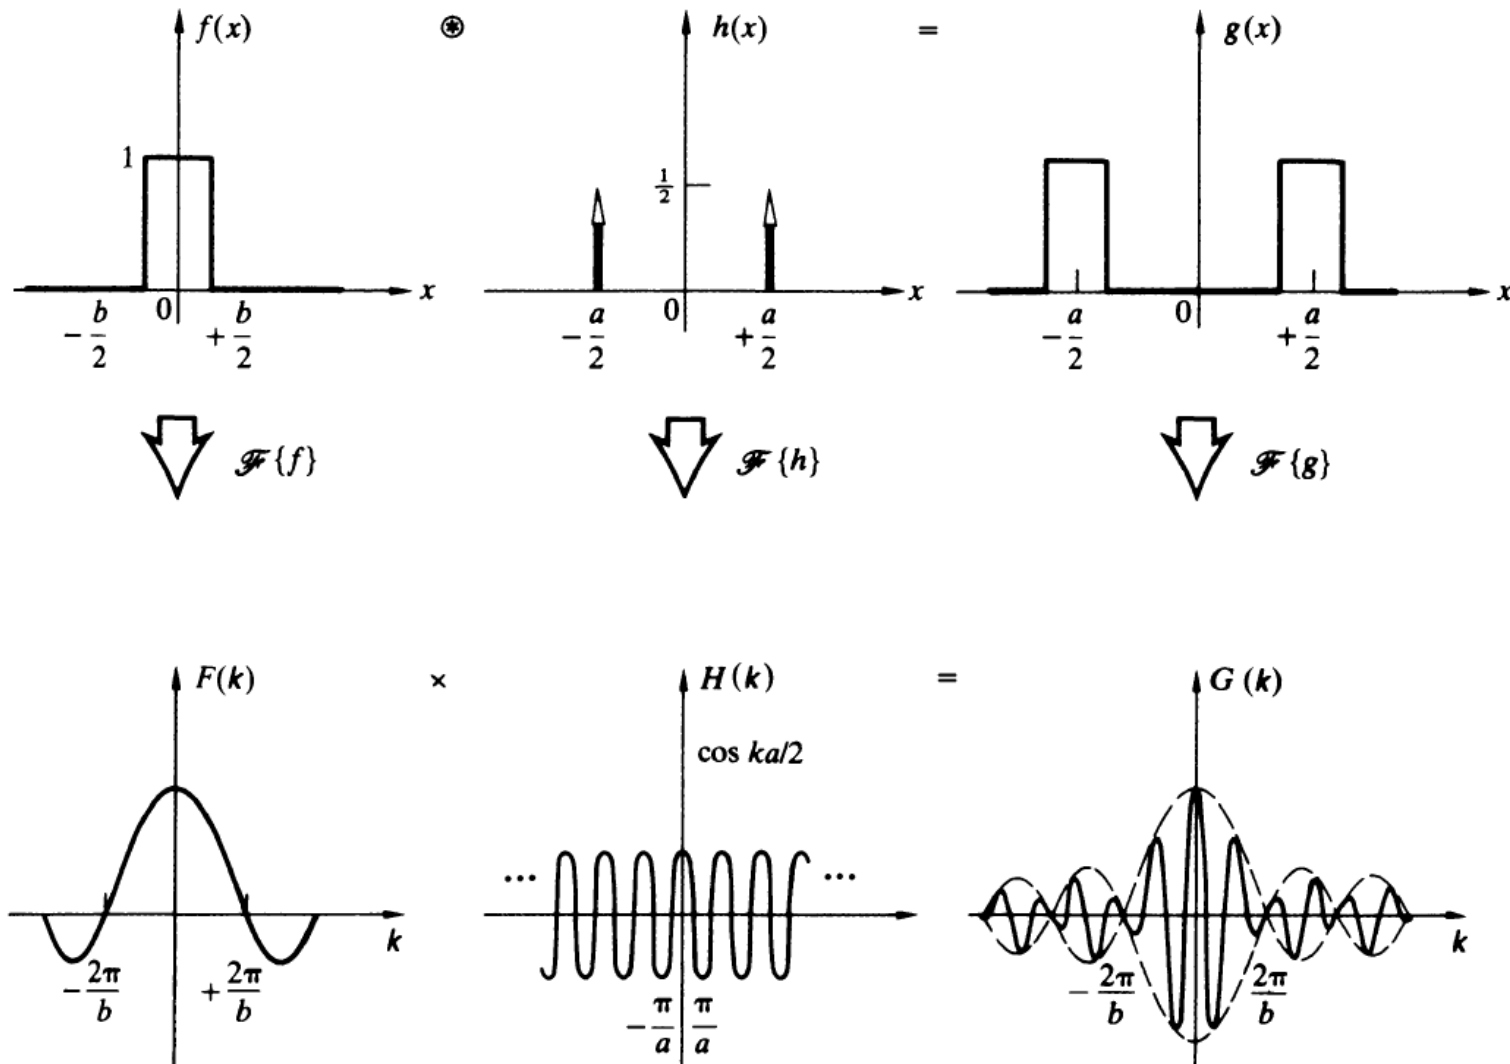 f(x) ⊛ h(x) = g(x)
1
1/2
0 x 0 x 0 x
-b/2 +b/2 -a/2 +a/2 -a/2 +a/2
ℱ{f} ℱ{h} ℱ{g}
F(k) × H(k) = G(k)
cos ka/2
... ...
k k
-2π/b +2π/b -π/a π/a -2π/b 2π/b